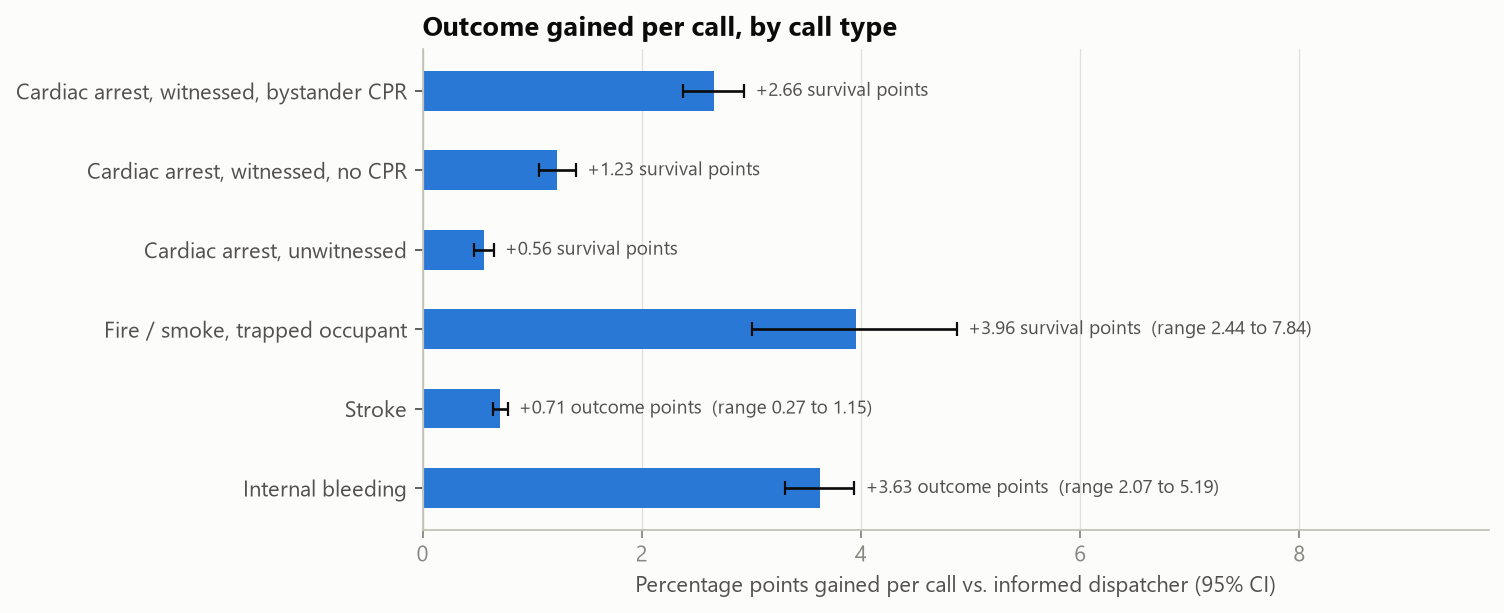 Outcome gained per call, by call type
Cardiac arrest, witnessed, bystander CPR
+2.66 survival points
Cardiac arrest, witnessed, no CPR
+1.23 survival points
Cardiac arrest, unwitnessed
+0.56 survival points
Fire / smoke, trapped occupant
+3.96 survival points (range 2.44 to 7.84)
Stroke
+0.71 outcome points (range 0.27 to 1.15)
Internal bleeding
+3.63 outcome points (range 2.07 to 5.19)
0 2 4 6 8
Percentage points gained per call vs. informed dispatcher (95% CI)